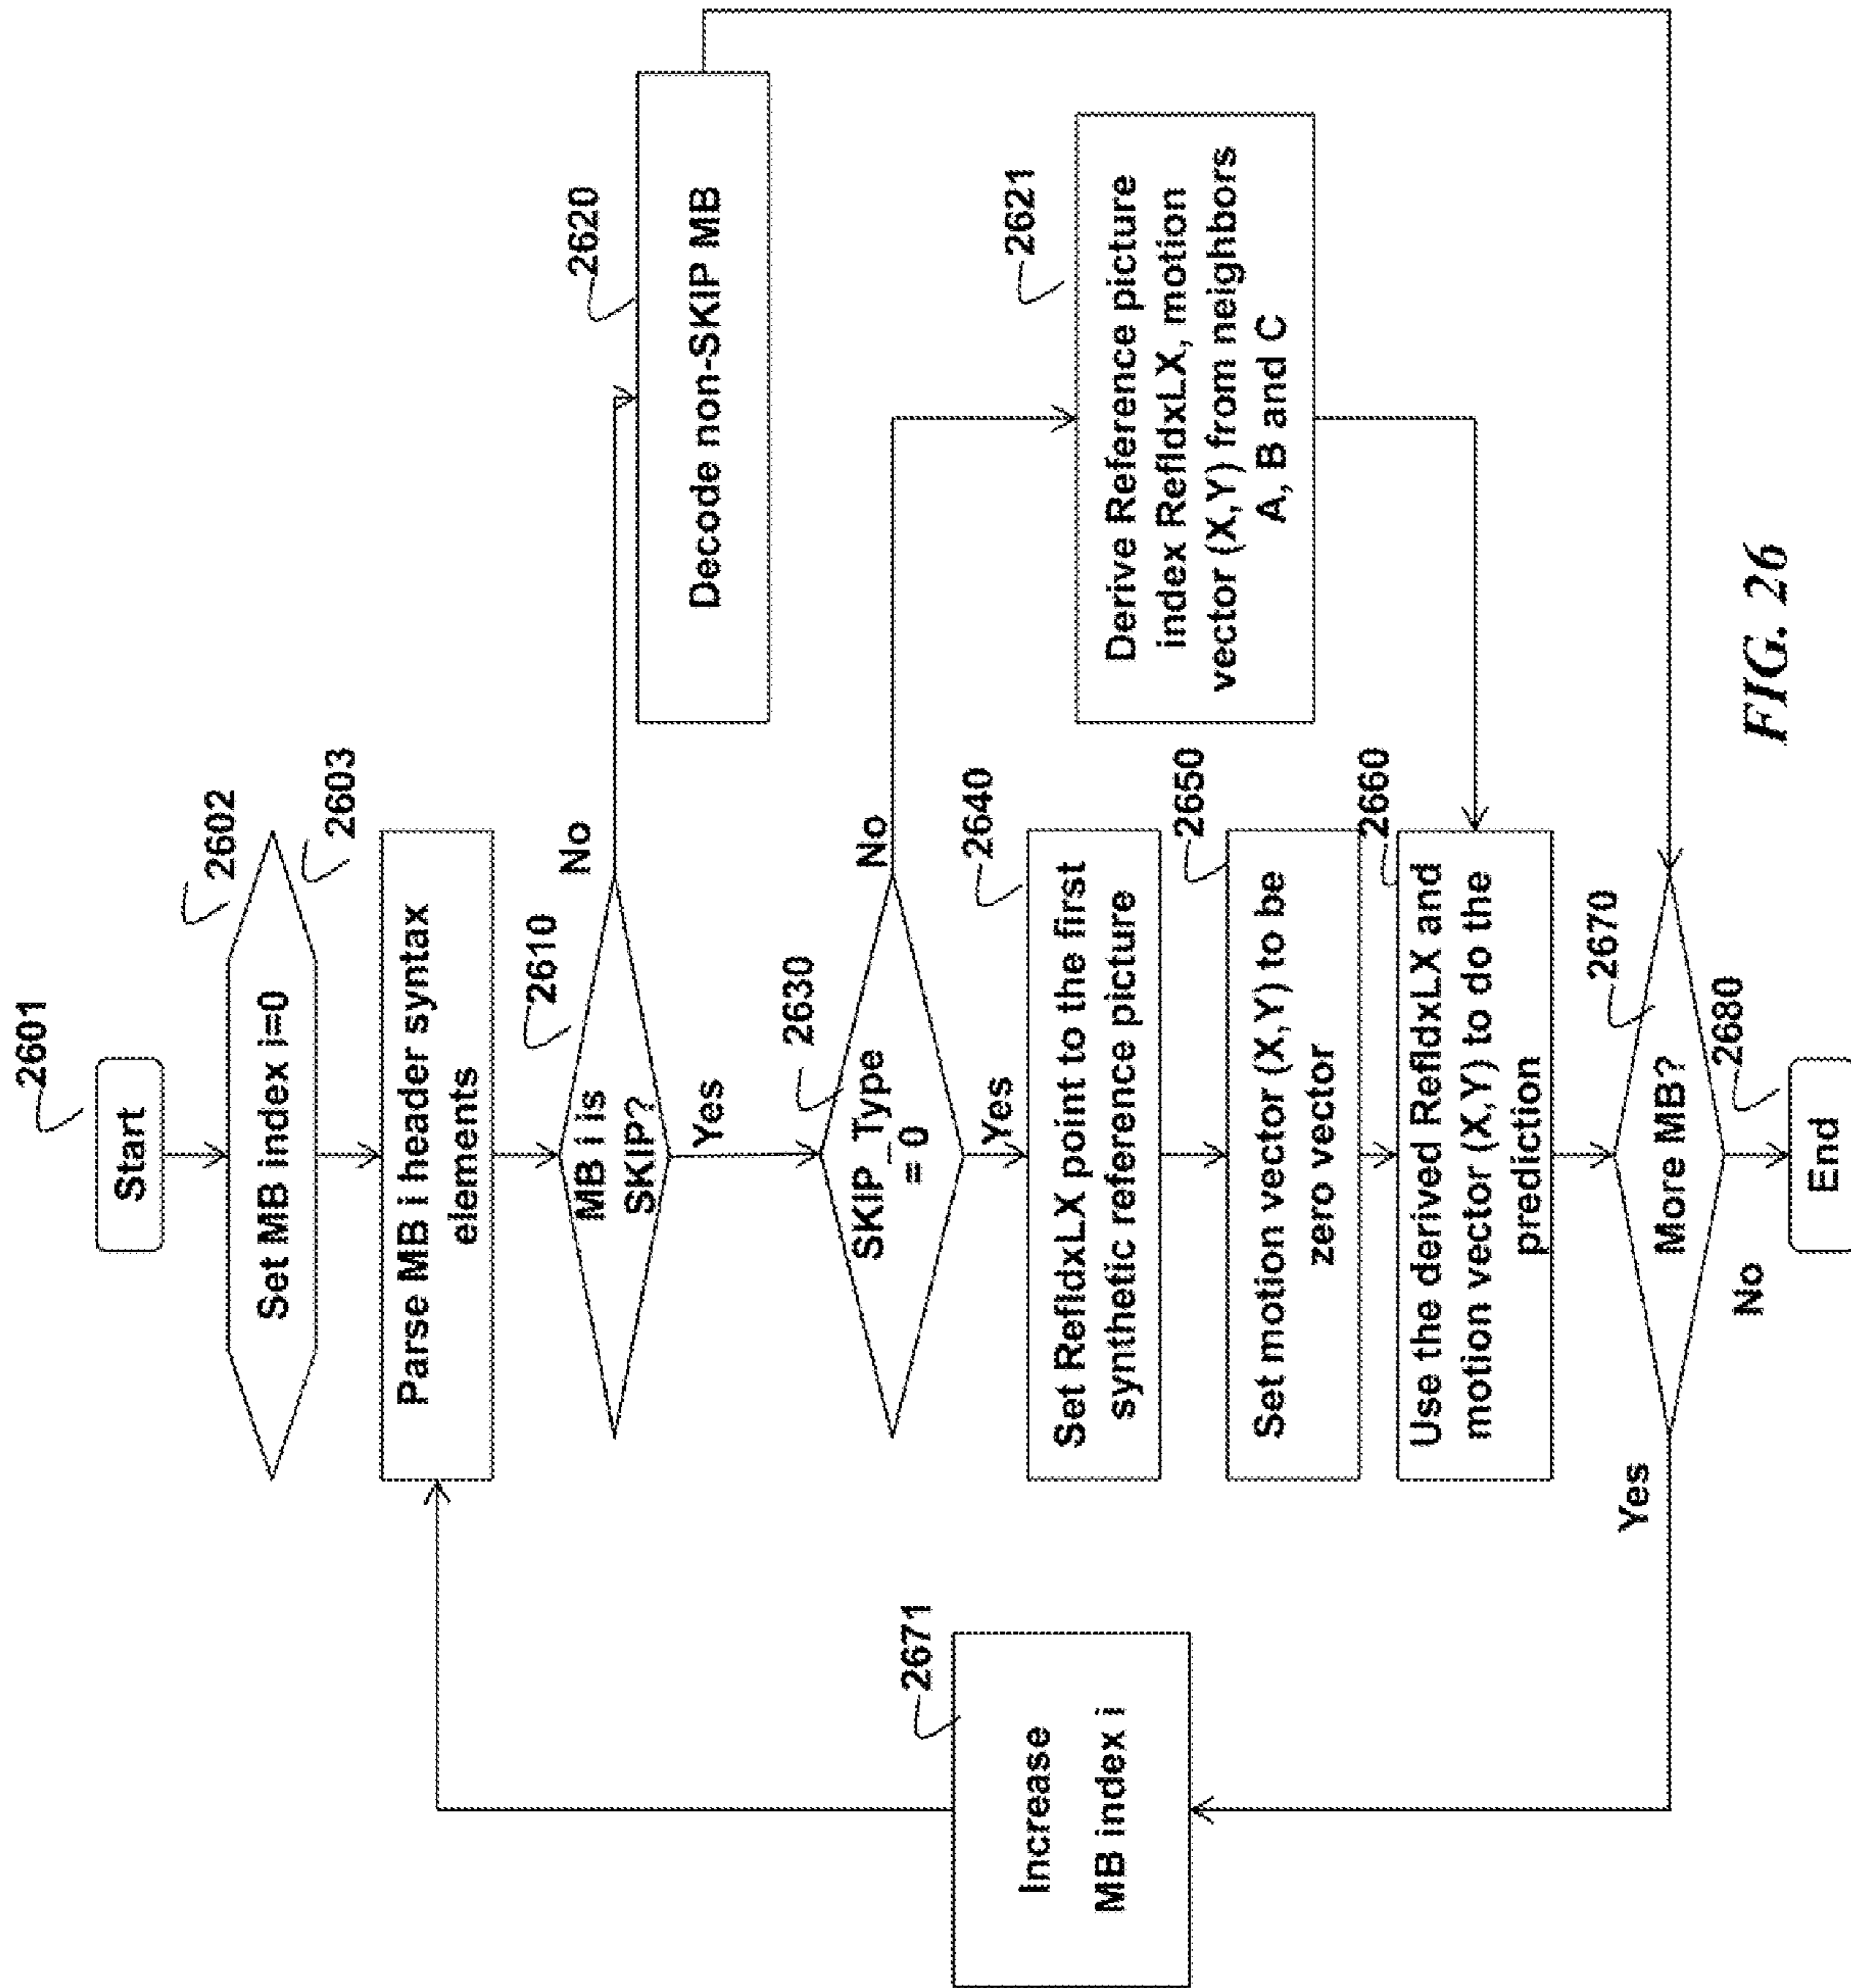 2601
Start
2602
Set MB index i=0
2603
Parse MB i header syntax
elements
2610
MB i is
SKIP?
No
2620
Decode non-SKIP MB
Yes
2630
SKIP_Type
= 0
No
2621
Derive Reference picture
index RefIdxLX, motion
vector (X,Y) from neighbors
A, B and C
Yes
2640
Set RefIdxLX point to the first
synthetic reference picture
2650
Set motion vector (X,Y) to be
zero vector
2660
Use the derived RefIdxLX and
motion vector (X,Y) to do the
prediction
2670
More MB?
Yes
2671
Increase
MB index i
No
2680
End
FIG. 26